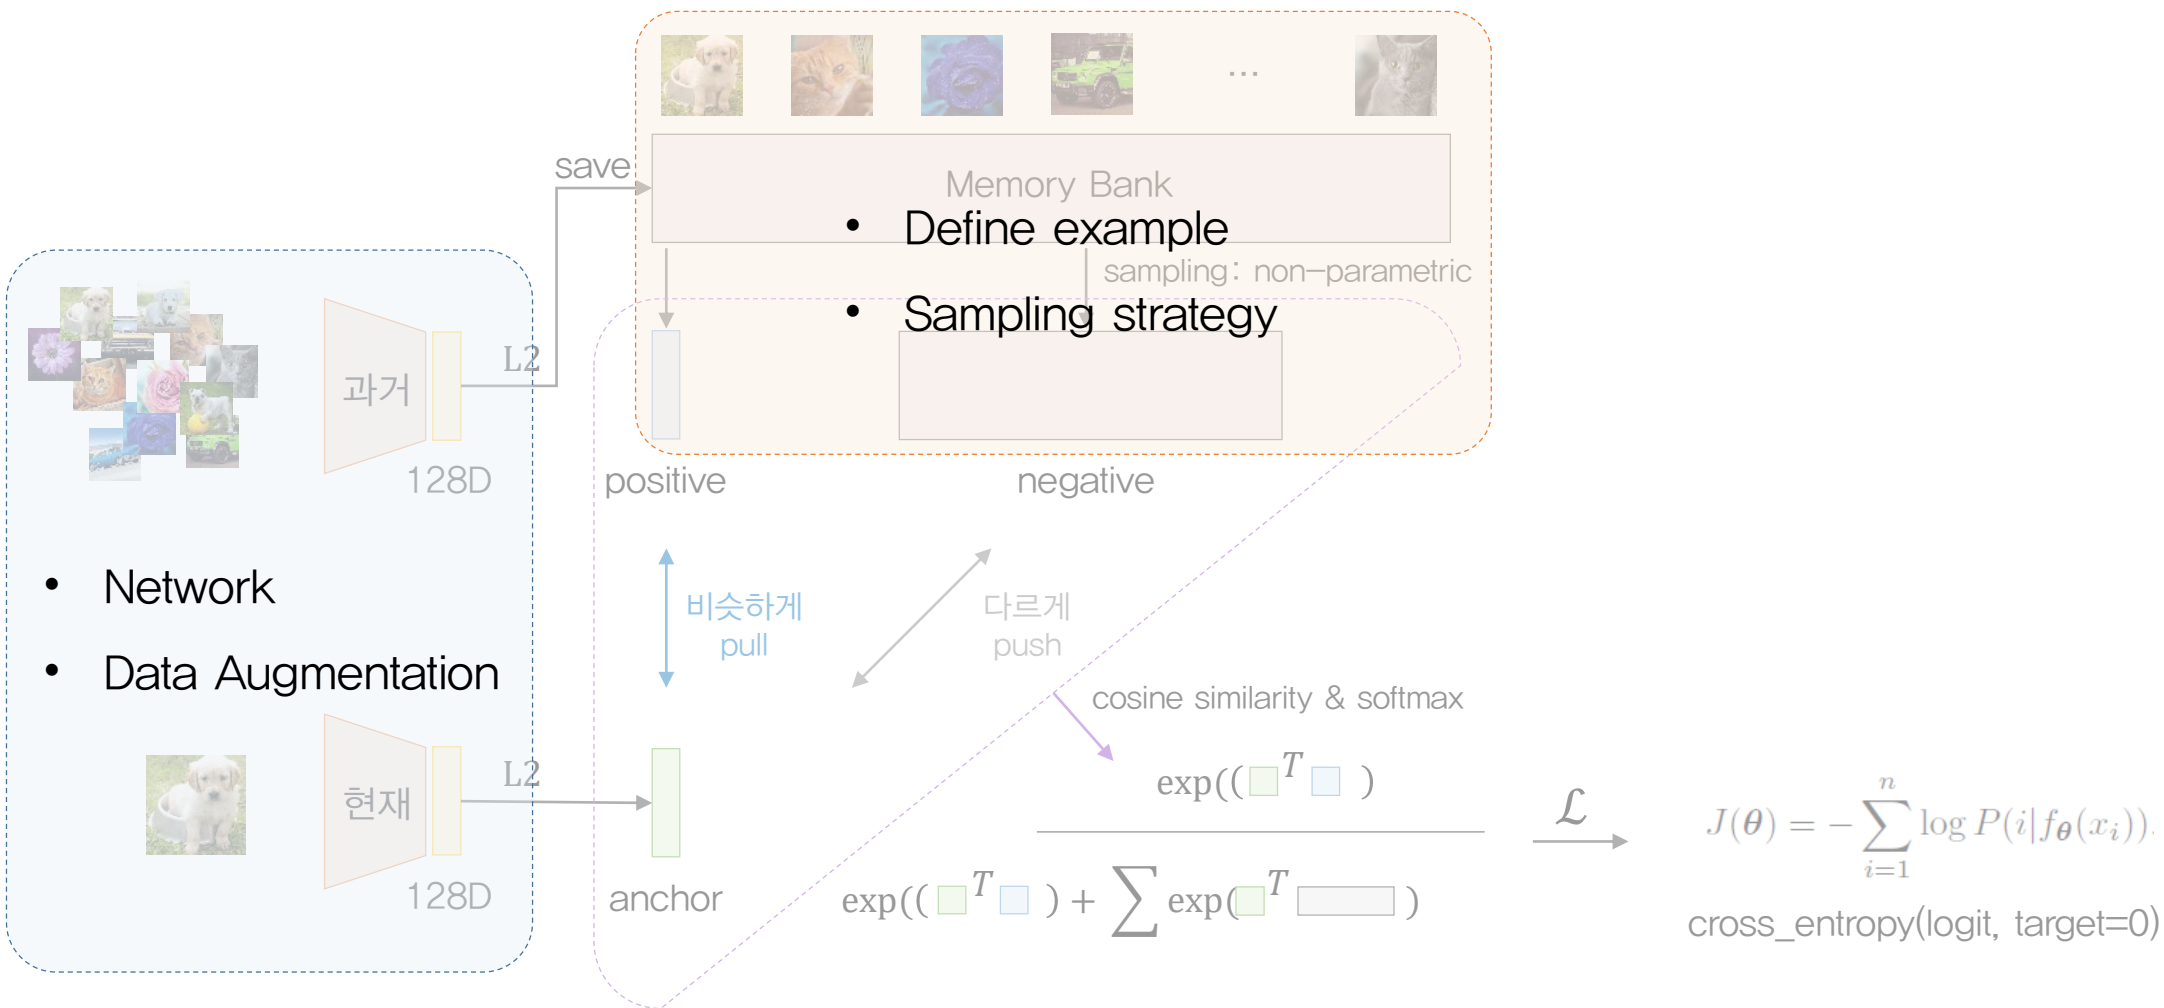 ...
save
Memory Bank
• Define example
sampling: non-parametric
• Sampling strategy
L2
과거
128D
positive
negative
• Network
• Data Augmentation
비슷하게
pull
다르게
push
cosine similarity & softmax
L2
현재
128D
anchor
exp(( T )
exp(( T ) + ∑ exp( T )
ℒ
J(θ) = − ∑_{i=1}^{n} log P(i|f_θ(x_i)).
cross_entropy(logit, target=0)